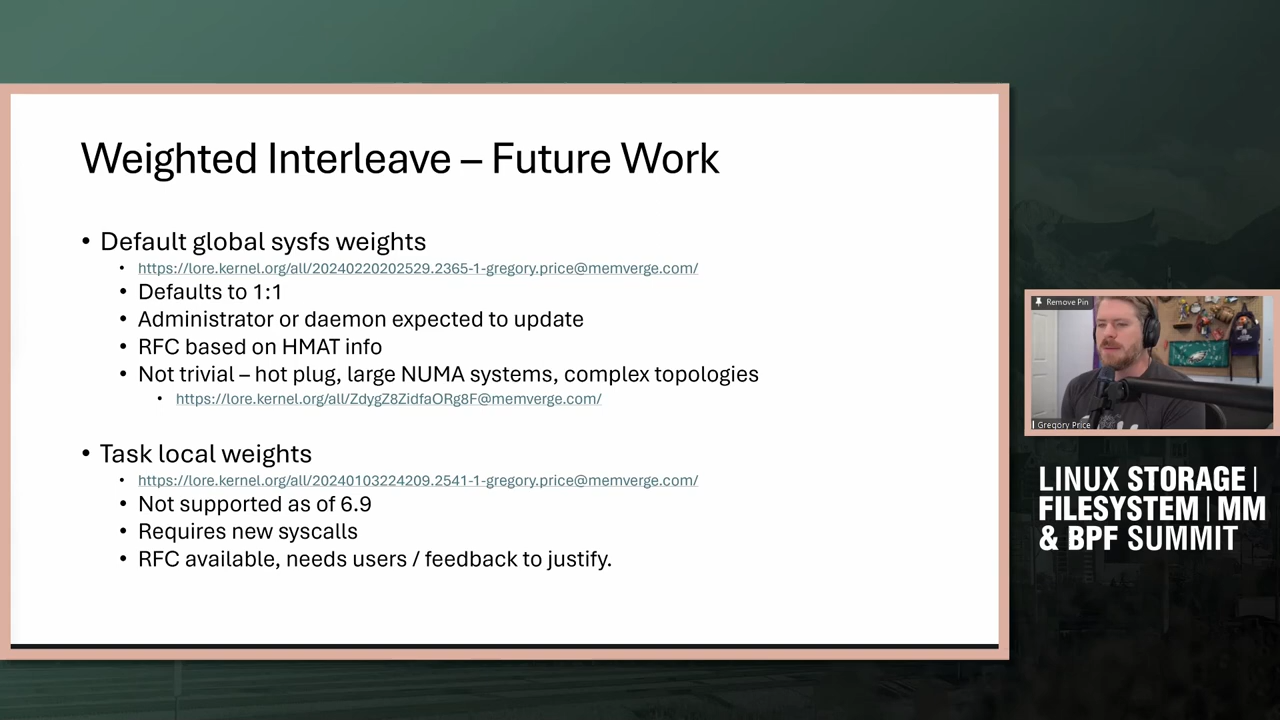 Weighted Interleave – Future Work
• Default global sysfs weights
• https://lore.kernel.org/all/20240220202529.2365-1-gregory.price@memverge.com/
• Defaults to 1:1
• Administrator or daemon expected to update
• RFC based on HMAT info
• Not trivial – hot plug, large NUMA systems, complex topologies
• https://lore.kernel.org/all/ZdygZ8ZidfaORg8F@memverge.com/
• Task local weights
• https://lore.kernel.org/all/20240103224209.2541-1-gregory.price@memverge.com/
• Not supported as of 6.9
• Requires new syscalls
• RFC available, needs users / feedback to justify.
Remove Pin
Gregory Price
LINUX STORAGE |
FILESYSTEM | MM
& BPF SUMMIT